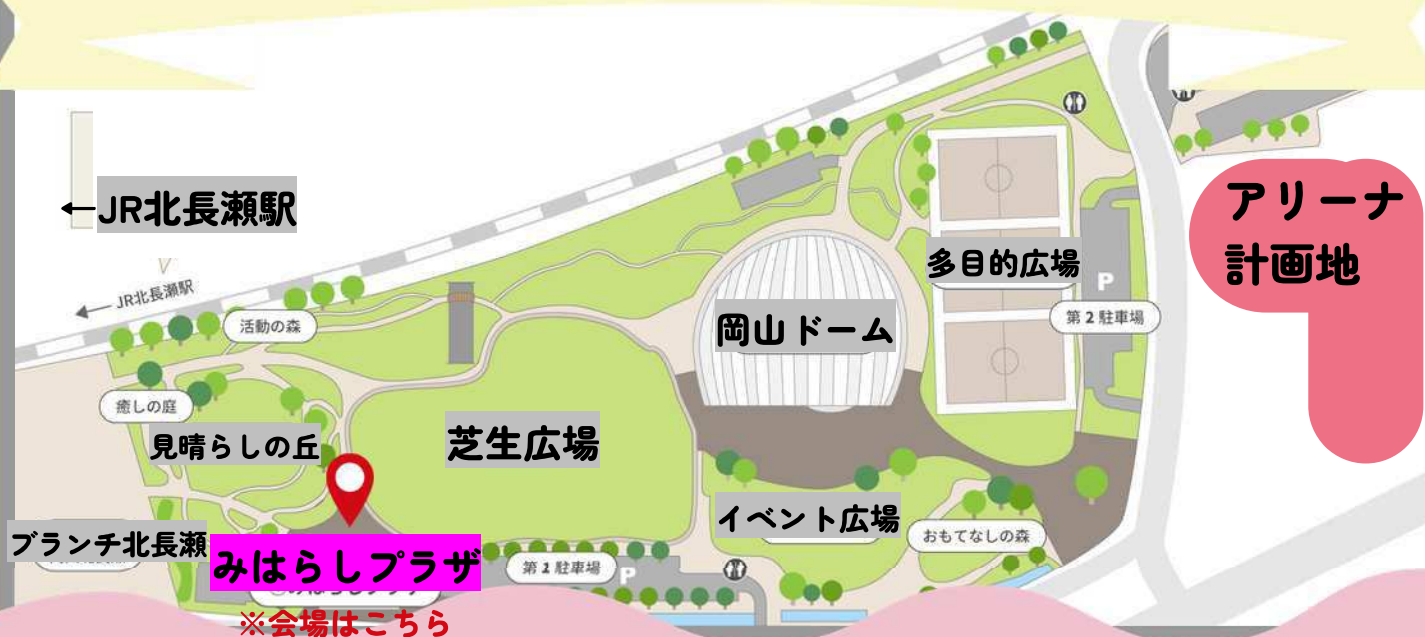 ←JR北長瀬駅
アリーナ
計画地
多目的広場
P
← JR北長瀬駅
活動の森
岡山ドーム
第2駐車場
癒しの庭
見晴らしの丘
芝生広場
イベント広場
おもてなしの森
ブランチ北長瀬
みはらしプラザ
第1駐車場
P
※会場はこちら